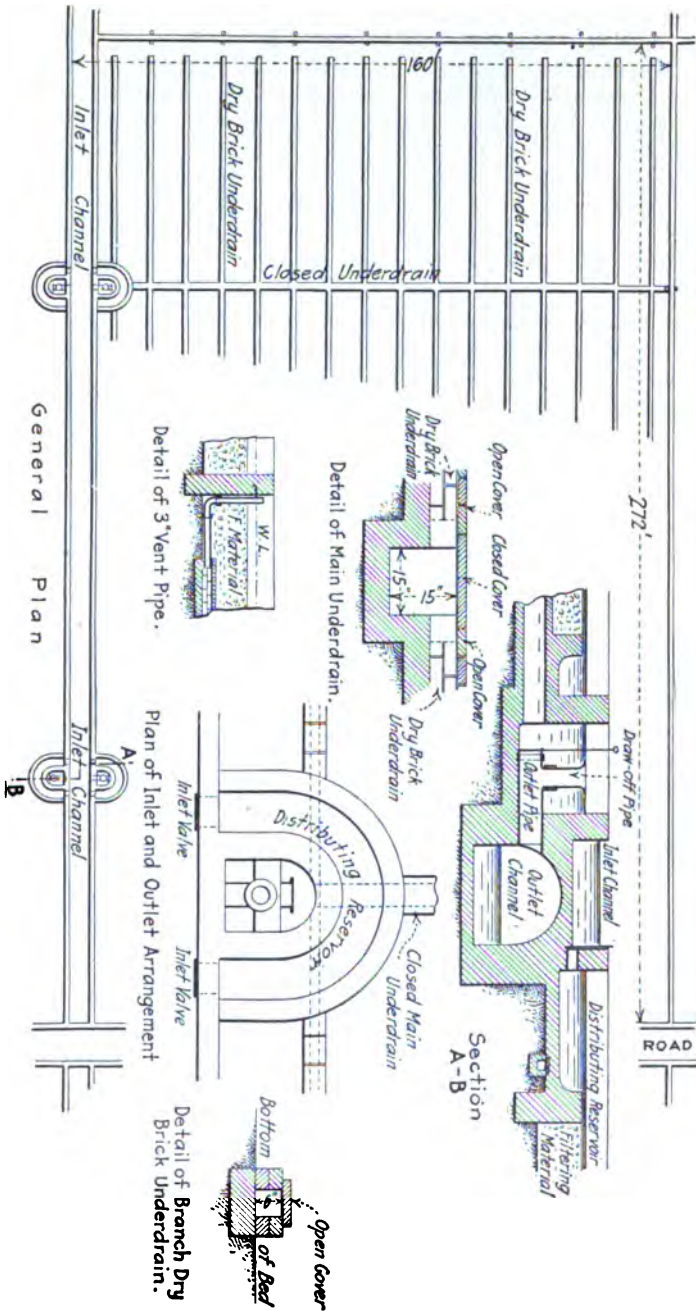 272'
ROAD
160'
Dry Brick Underdrain
Dry Brick Underdrain
Closed Underdrain
Inlet Channel
Inlet Channel
A
B
General Plan
Draw-off Pipe
Inlet Channel
Outlet Pipe
Outlet
Channel
Distributing Reservoir
Filtering
Material
Section
A-B
Open Cover
Closed Cover
Open Cover
Dry Brick
Underdrain
15"
15"
Dry Brick
Underdrain
Detail of Main Underdrain.
W.L.
F. Material
Detail of 3" Vent Pipe.
Closed Main
Underdrain
Distributing Reservoir
Inlet Valve
Inlet Valve
Plan of Inlet and Outlet Arrangement
Open Cover
6"
Bottom of Bed
Detail of Branch Dry
Brick Underdrain.